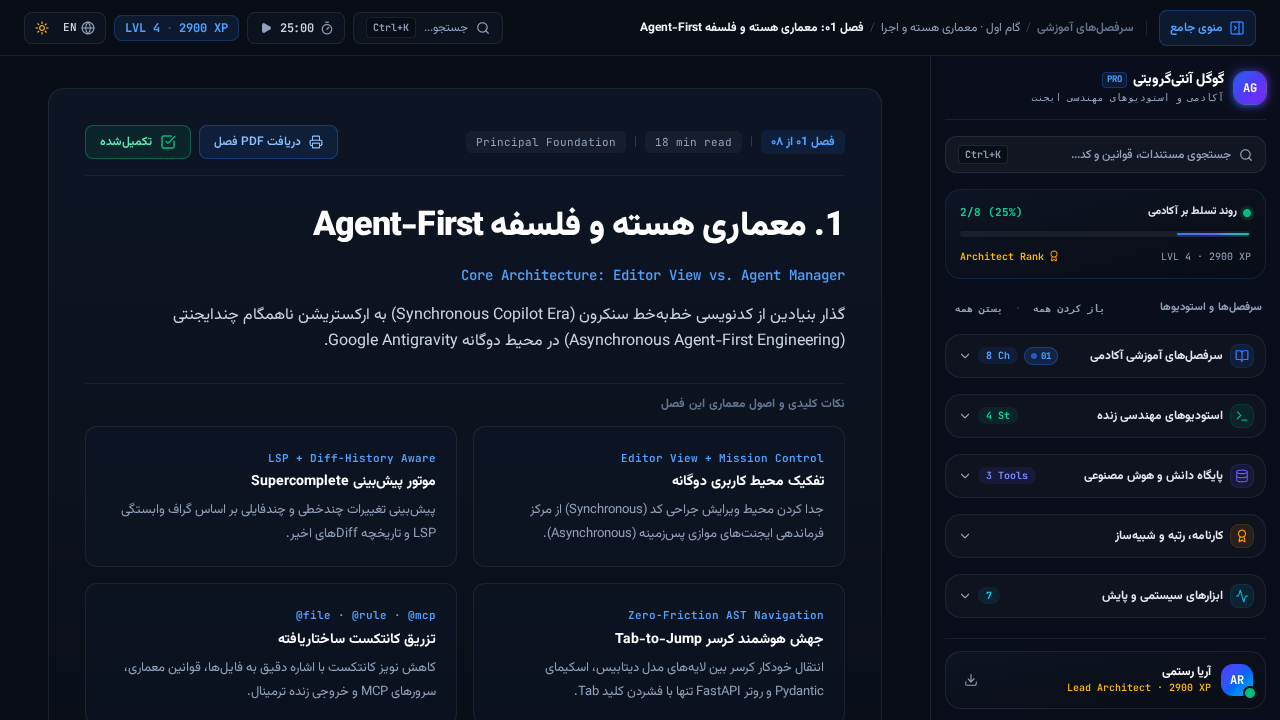 منوی جامع
سرفصل‌های آموزشی / گام اول · معماری هسته و اجرا / فصل ۰1: معماری هسته و فلسفه Agent-First
جستجو... Ctrl+K
25:00
LVL 4 · 2900 XP
EN
AG
گوگل آنتی‌گرویتی PRO
آکادمی و استودیوهای مهندسی ایجنت
جستجوی مستندات، قوانین و کد... Ctrl+K
روند تسلط بر آکادمی 2/8 (25%)
LVL 4 · 2900 XP Architect Rank
سرفصل‌ها و استودیوها باز کردن همه · بستن همه
سرفصل‌های آموزشی آکادمی 01 8 Ch
استودیوهای مهندسی زنده 4 St
پایگاه دانش و هوش مصنوعی 3 Tools
کارنامه، رتبه و شبیه‌ساز
ابزارهای سیستمی و پایش 7
AR
آریا رستمی
Lead Architect · 2900 XP
فصل 01 از ۰۸ | 18 min read | Principal Foundation
دریافت PDF فصل
تکمیل‌شده
1. معماری هسته و فلسفه Agent-First
Core Architecture: Editor View vs. Agent Manager
گذار بنیادین از کدنویسی خط‌به‌خط سنکرون (Synchronous Copilot Era) به ارکستریشن ناهمگام چندایجنتی
(Asynchronous Agent-First Engineering) در محیط دوگانه Google Antigravity.
نکات کلیدی و اصول معماری این فصل
Editor View + Mission Control
تفکیک محیط کاربری دوگانه
جدا کردن محیط ویرایش جراحی کد (Synchronous) از مرکز
فرماندهی ایجنت‌های موازی پس‌زمینه (Asynchronous).
LSP + Diff-History Aware
موتور پیش‌بینی Supercomplete
پیش‌بینی تغییرات چندخطی و چندفایلی بر اساس گراف وابستگی
LSP و تاریخچه Diffهای اخیر.
Zero-Friction AST Navigation
جهش هوشمند کرسر Tab-to-Jump
انتقال خودکار کرسر بین لایه‌های مدل دیتابیس، اسکیمای
Pydantic و روتر FastAPI تنها با فشردن کلید Tab.
@file · @rule · @mcp
تزریق کانتکست ساختاریافته
کاهش نویز کانتکست با اشاره دقیق به فایل‌ها، قوانین معماری،
سرورهای MCP و خروجی زنده ترمینال.